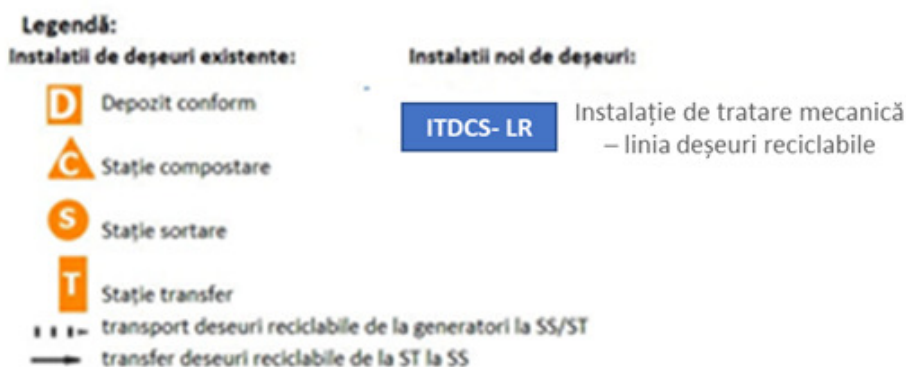 Legendă:
Instalatii de deșeuri existente:
Instalatii noi de deșeuri:
D Depozit conform
ITDCS- LR Instalație de tratare mecanică
– linia deșeuri reciclabile
C Stație compostare
S Stație sortare
T Stație transfer
transport deseuri reciclabile de la generatori la SS/ST
transfer deseuri reciclabile de la ST la SS